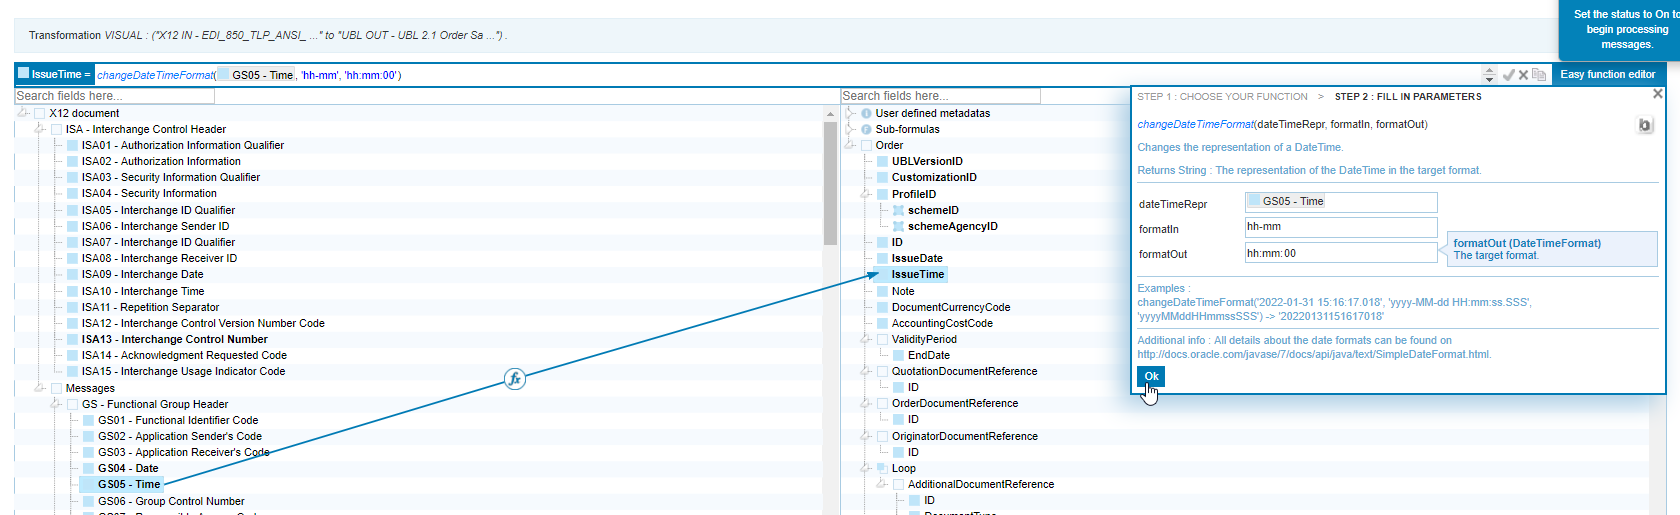 Set the status to On to
begin processing
messages.
Transformation VISUAL : ("X12 IN - EDI_850_TLP_ANSI_ ..." to "UBL OUT - UBL 2.1 Order Sa ...") .
IssueTime = changeDateTimeFormat( GS05 - Time , 'hh-mm', 'hh:mm:00')
Easy function editor
Search fields here...
X12 document
ISA - Interchange Control Header
ISA01 - Authorization Information Qualifier
ISA02 - Authorization Information
ISA03 - Security Information Qualifier
ISA04 - Security Information
ISA05 - Interchange ID Qualifier
ISA06 - Interchange Sender ID
ISA07 - Interchange ID Qualifier
ISA08 - Interchange Receiver ID
ISA09 - Interchange Date
ISA10 - Interchange Time
ISA11 - Repetition Separator
ISA12 - Interchange Control Version Number Code
ISA13 - Interchange Control Number
ISA14 - Acknowledgment Requested Code
ISA15 - Interchange Usage Indicator Code
Messages
GS - Functional Group Header
GS01 - Functional Identifier Code
GS02 - Application Sender's Code
GS03 - Application Receiver's Code
GS04 - Date
GS05 - Time
GS06 - Group Control Number
fx
Search fields here...
User defined metadatas
Sub-formulas
Order
UBLVersionID
CustomizationID
ProfileID
schemeID
schemeAgencyID
ID
IssueDate
IssueTime
Note
DocumentCurrencyCode
AccountingCostCode
ValidityPeriod
EndDate
QuotationDocumentReference
ID
OrderDocumentReference
ID
OriginatorDocumentReference
ID
Loop
AdditionalDocumentReference
ID
STEP 1 : CHOOSE YOUR FUNCTION > STEP 2 : FILL IN PARAMETERS
changeDateTimeFormat(dateTimeRepr, formatIn, formatOut)
Changes the representation of a DateTime.
Returns String : The representation of the DateTime in the target format.
dateTimeRepr GS05 - Time
formatIn hh-mm
formatOut hh:mm:00
formatOut (DateTimeFormat)
The target format.
Examples :
changeDateTimeFormat('2022-01-31 15:16:17.018', 'yyyy-MM-dd HH:mm:ss.SSS',
'yyyyMMddHHmmssSSS') -> '20220131151617018'
Additional info : All details about the date formats can be found on
http://docs.oracle.com/javase/7/docs/api/java/text/SimpleDateFormat.html.
Ok